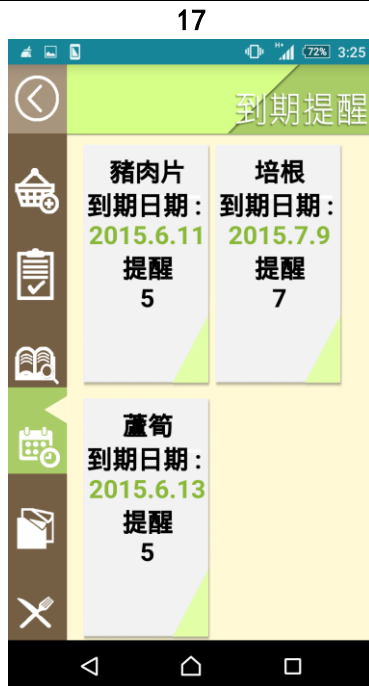 17
72% 3:25
到期提醒
豬肉片
到期日期：
2015.6.11
提醒
5
培根
到期日期：
2015.7.9
提醒
7
蘆筍
到期日期：
2015.6.13
提醒
5